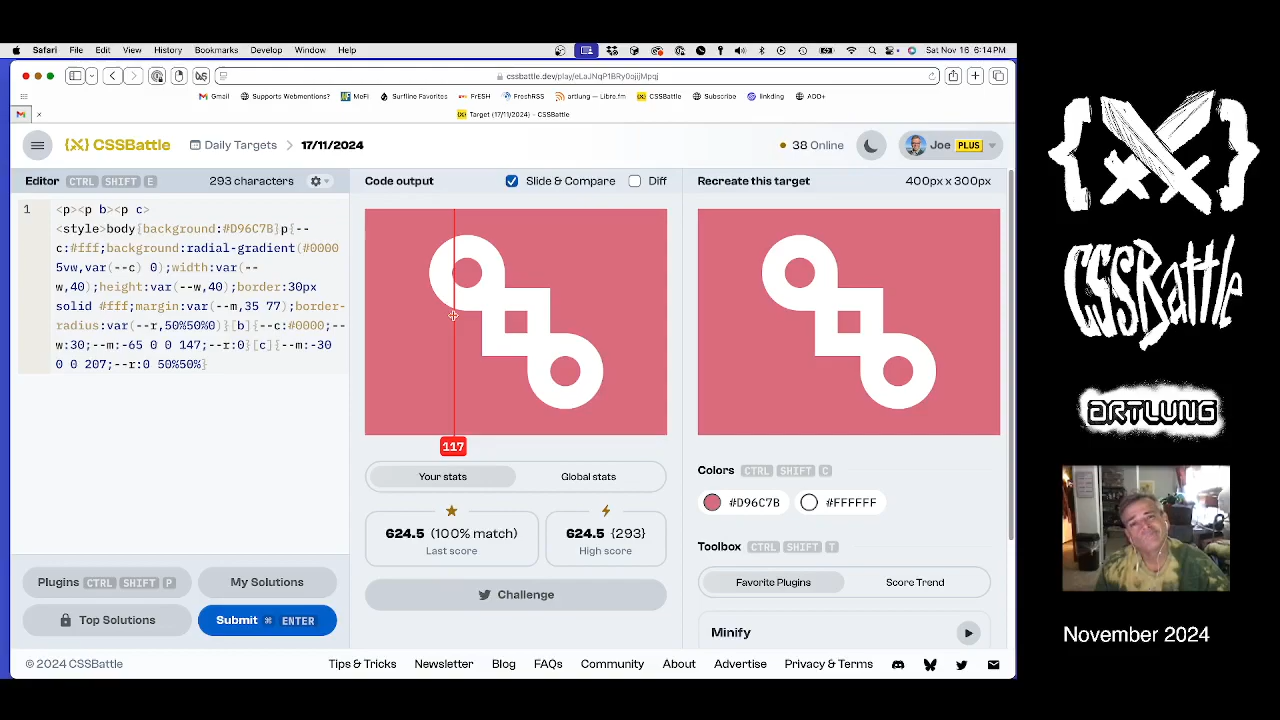 Safari File Edit View History Bookmarks Develop Window Help Sat Nov 16 6:14 PM
cssbattle.dev/play/eLaJNqP1BRy0ojjMpqj
Gmail Supports Webmentions? MeFi Surfline Favorites FrESH FreshRSS artlung — Libre.fm CSSBattle Subscribe linkding ADD+
Target (17/11/2024) - CSSBattle
CSSBattle Daily Targets 17/11/2024 38 Online Joe PLUS
Editor CTRL SHIFT E 293 characters
Code output Slide & Compare Diff
Recreate this target 400px x 300px
1 <p><p b><p c>
<style>body{background:#D96C7B}p{--
c:#fff;background:radial-gradient(#0000
5vw,var(--c) 0);width:var(--
w,40);height:var(--w,40);border:30px
solid #fff;margin:var(--m,35 77);border-
radius:var(--r,50%50%0)}[b]{--c:#0000;--
w:30;--m:-65 0 0 147;--r:0}[c]{--m:-30
0 0 207;--r:0 50%50%}
117
Your stats Global stats
624.5 (100% match)
Last score
624.5 {293}
High score
Challenge
Colors CTRL SHIFT C
#D96C7B #FFFFFF
Toolbox CTRL SHIFT T
Favorite Plugins Score Trend
Minify
Plugins CTRL SHIFT P My Solutions
Top Solutions Submit ⌘ ENTER
© 2024 CSSBattle Tips & Tricks Newsletter Blog FAQs Community About Advertise Privacy & Terms
CSSBattle
ARTLUNG
November 2024